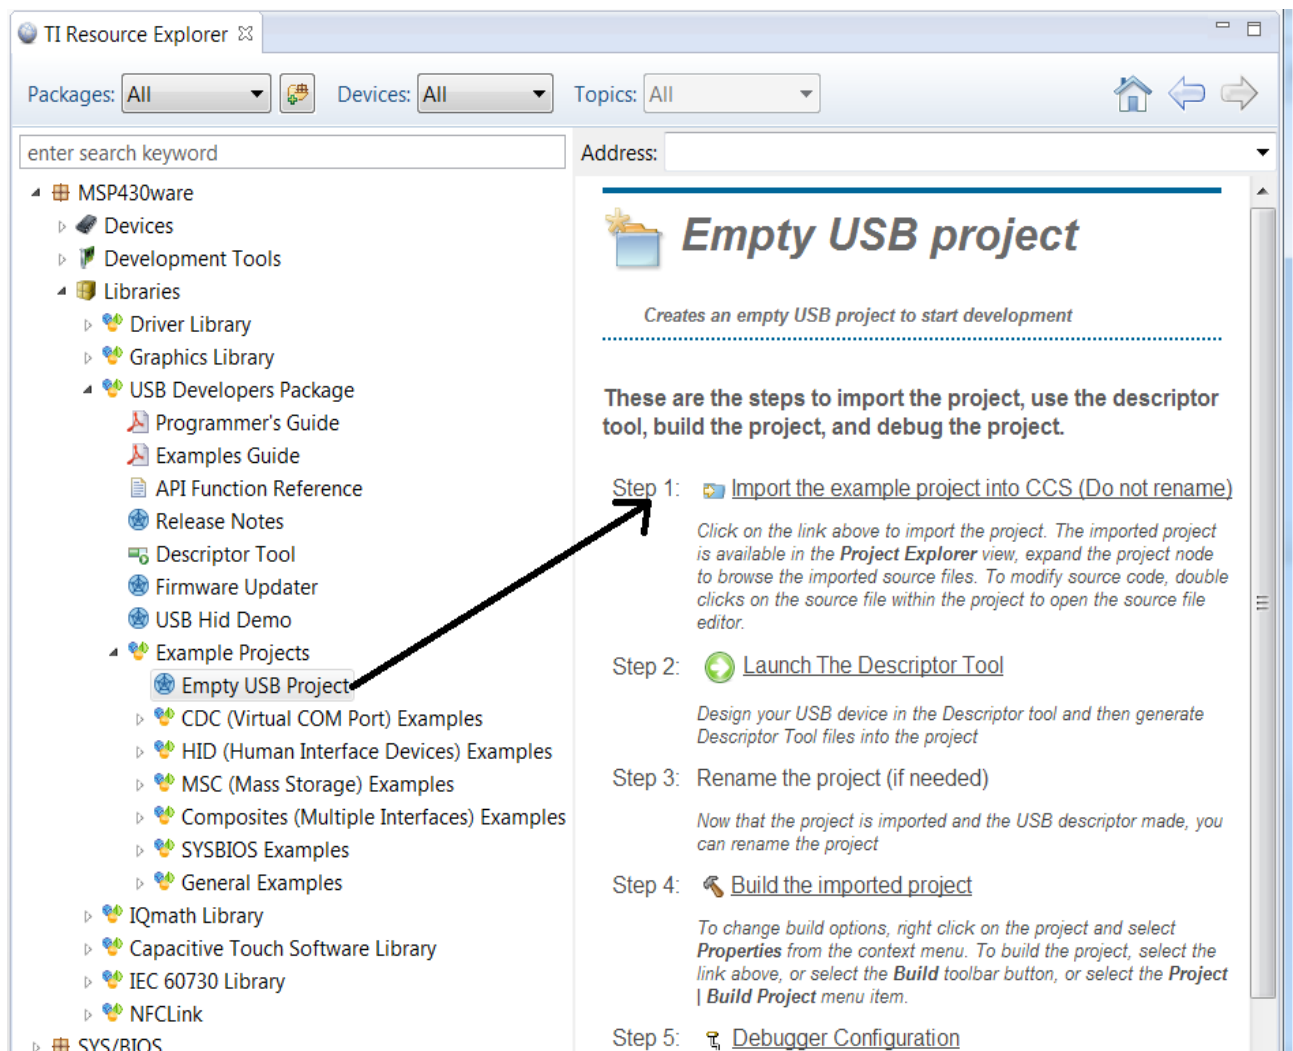 TI Resource Explorer
Packages: All Devices: All Topics: All
enter search keyword
MSP430ware
Devices
Development Tools
Libraries
Driver Library
Graphics Library
USB Developers Package
Programmer's Guide
Examples Guide
API Function Reference
Release Notes
Descriptor Tool
Firmware Updater
USB Hid Demo
Example Projects
Empty USB Project
CDC (Virtual COM Port) Examples
HID (Human Interface Devices) Examples
MSC (Mass Storage) Examples
Composites (Multiple Interfaces) Examples
SYSBIOS Examples
General Examples
IQmath Library
Capacitive Touch Software Library
IEC 60730 Library
NFCLink
SYS/BIOS
Address:
Empty USB project
Creates an empty USB project to start development
These are the steps to import the project, use the descriptor
tool, build the project, and debug the project.
Step 1: Import the example project into CCS (Do not rename)
Click on the link above to import the project. The imported project
is available in the Project Explorer view, expand the project node
to browse the imported source files. To modify source code, double
clicks on the source file within the project to open the source file
editor.
Step 2: Launch The Descriptor Tool
Design your USB device in the Descriptor tool and then generate
Descriptor Tool files into the project
Step 3: Rename the project (if needed)
Now that the project is imported and the USB descriptor made, you
can rename the project
Step 4: Build the imported project
To change build options, right click on the project and select
Properties from the context menu. To build the project, select the
link above, or select the Build toolbar button, or select the Project
| Build Project menu item.
Step 5: Debugger Configuration